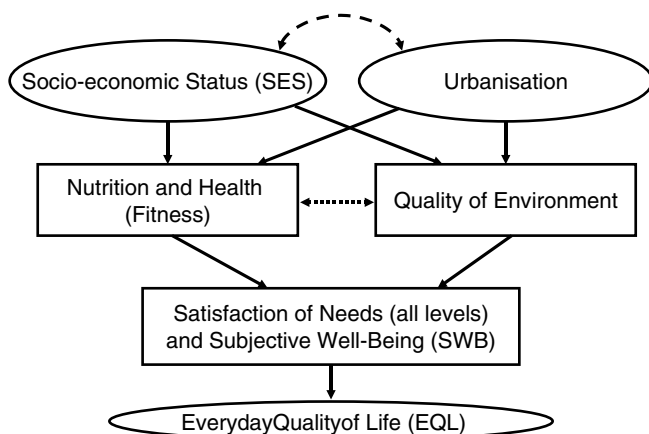 Socio-economic Status (SES)
Urbanisation
Nutrition and Health
(Fitness)
Quality of Environment
Satisfaction of Needs (all levels)
and Subjective Well-Being (SWB)
EverydayQualityof Life (EQL)